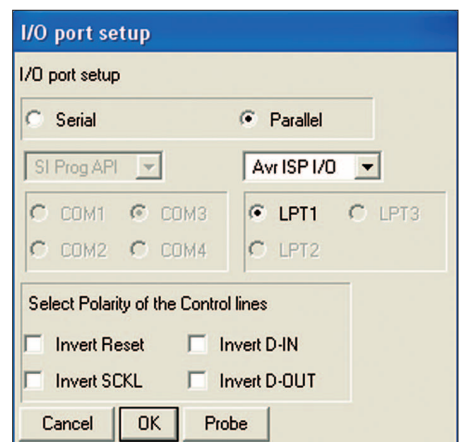 I/O port setup
I/O port setup
Serial
Parallel
SI Prog API
Avr ISP I/O
COM1
COM3
LPT1
LPT3
COM2
COM4
LPT2
Select Polarity of the Control lines
Invert Reset
Invert D-IN
Invert SCKL
Invert D-OUT
Cancel
OK
Probe